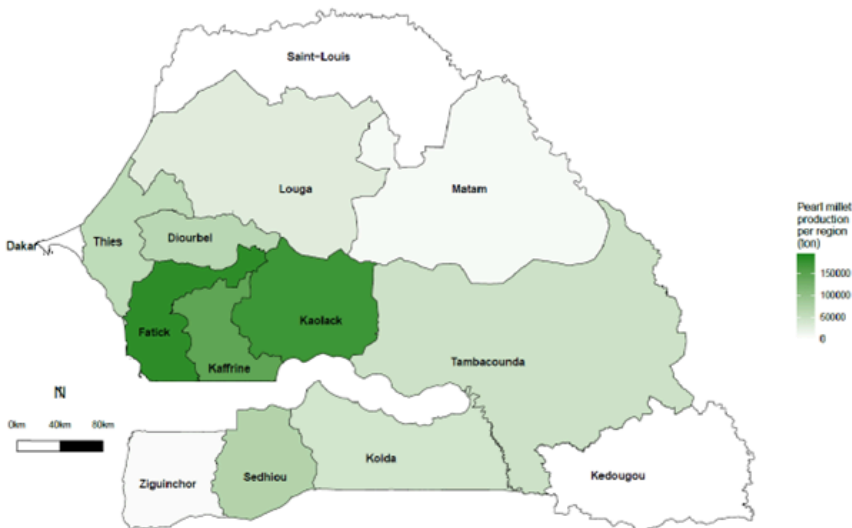 Saint-Louis
Louga
Matam
Dakar
Thies
Diourbel
Fatick
Kaolack
Kaffrine
Tambacounda
Pearl millet
production
per region
(ton)
150000
100000
50000
0
N
0km 40km 80km
Ziguinchor
Sedhiou
Kolda
Kedougou